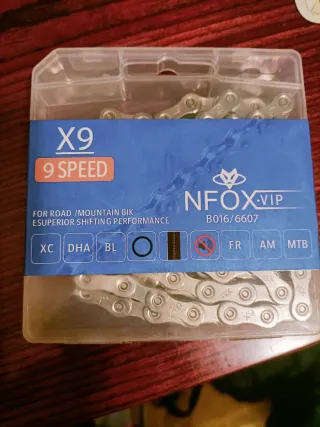 X9
9 SPEED
NFOX-VIP
B016/6607
FOR ROAD /MOUNTAIN BIK
ESUPERIOR SHIFTING PERFORMANCE
XC DHA BL FR AM MTB